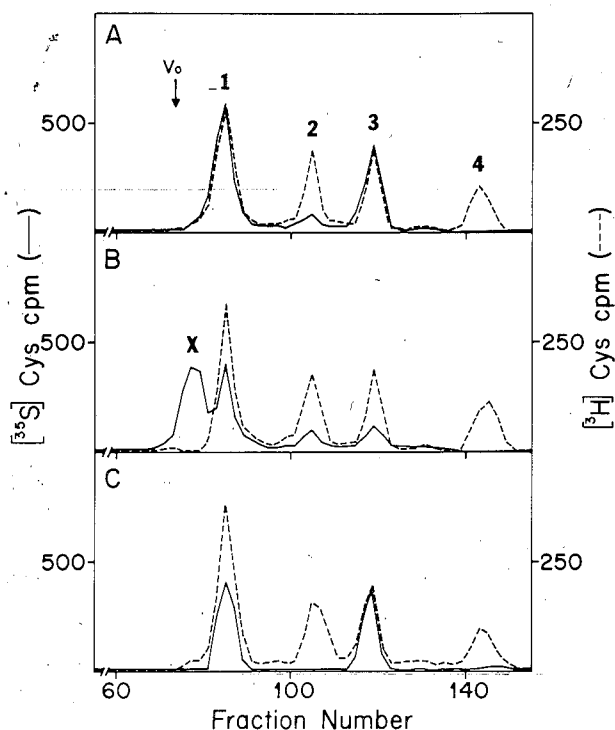 A
V₀
1
2
3
4
500
250
B
X
500
250
C
500
250
60
100
140
Fraction Number
[³⁵S] Cys cpm (—)
[³H] Cys cpm (---)